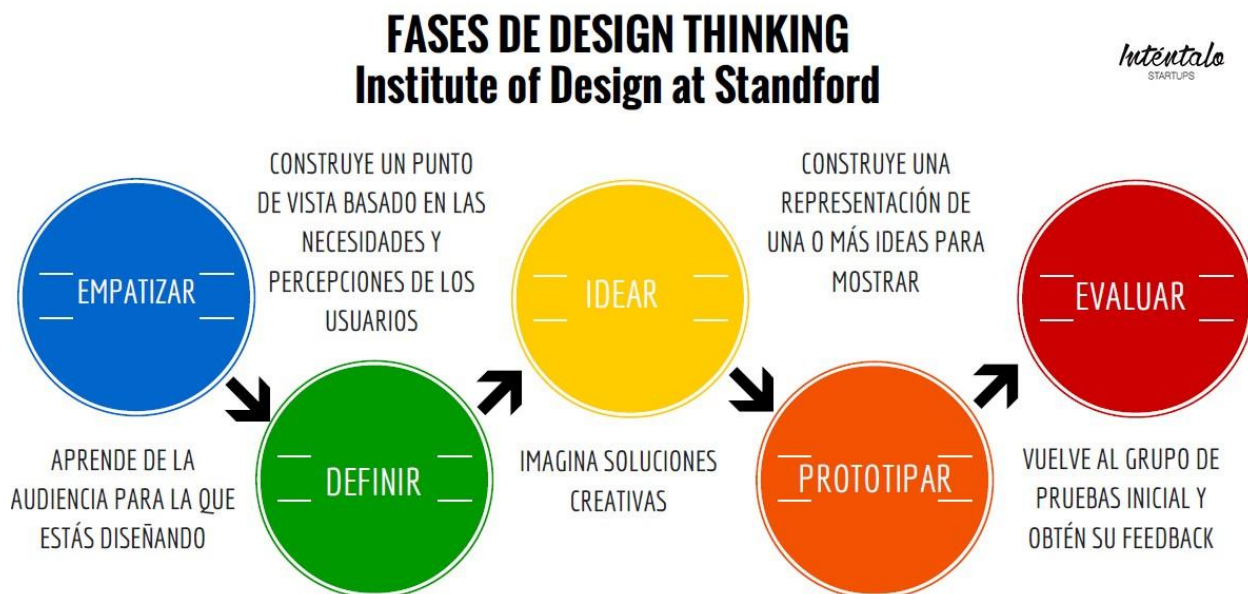 FASES DE DESIGN THINKING
Institute of Design at Standford
Inténtalo
STARTUPS
EMPATIZAR
APRENDE DE LA
AUDIENCIA PARA LA QUE
ESTÁS DISEÑANDO
CONSTRUYE UN PUNTO
DE VISTA BASADO EN LAS
NECESIDADES Y
PERCEPCIONES DE LOS
USUARIOS
DEFINIR
IDEAR
IMAGINA SOLUCIONES
CREATIVAS
CONSTRUYE UNA
REPRESENTACIÓN DE
UNA O MÁS IDEAS PARA
MOSTRAR
PROTOTIPAR
EVALUAR
VUELVE AL GRUPO DE
PRUEBAS INICIAL Y
OBTÉN SU FEEDBACK